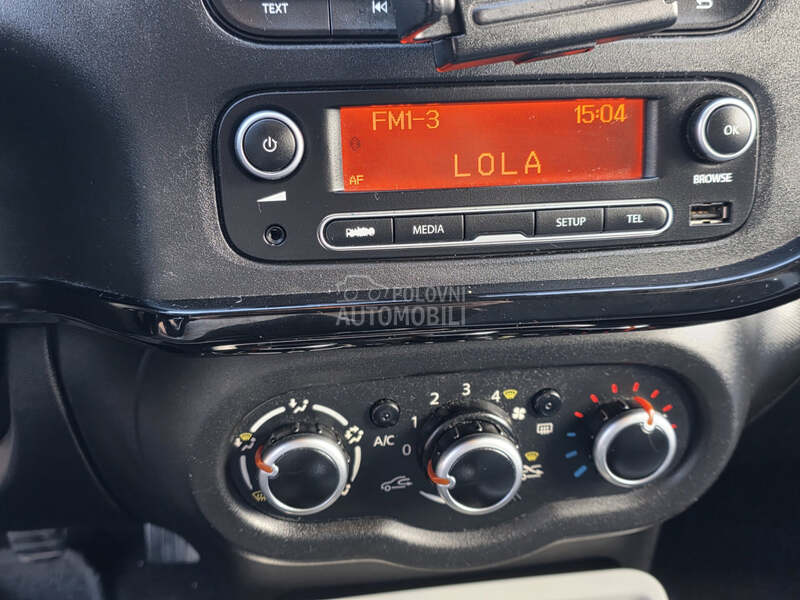 TEXT
FM1-3 15:04
LOLA
AF
OK
BROWSE
MEDIA SETUP TEL
POLOVNI
AUTOMOBILI
0 1 2 3 4
A/C